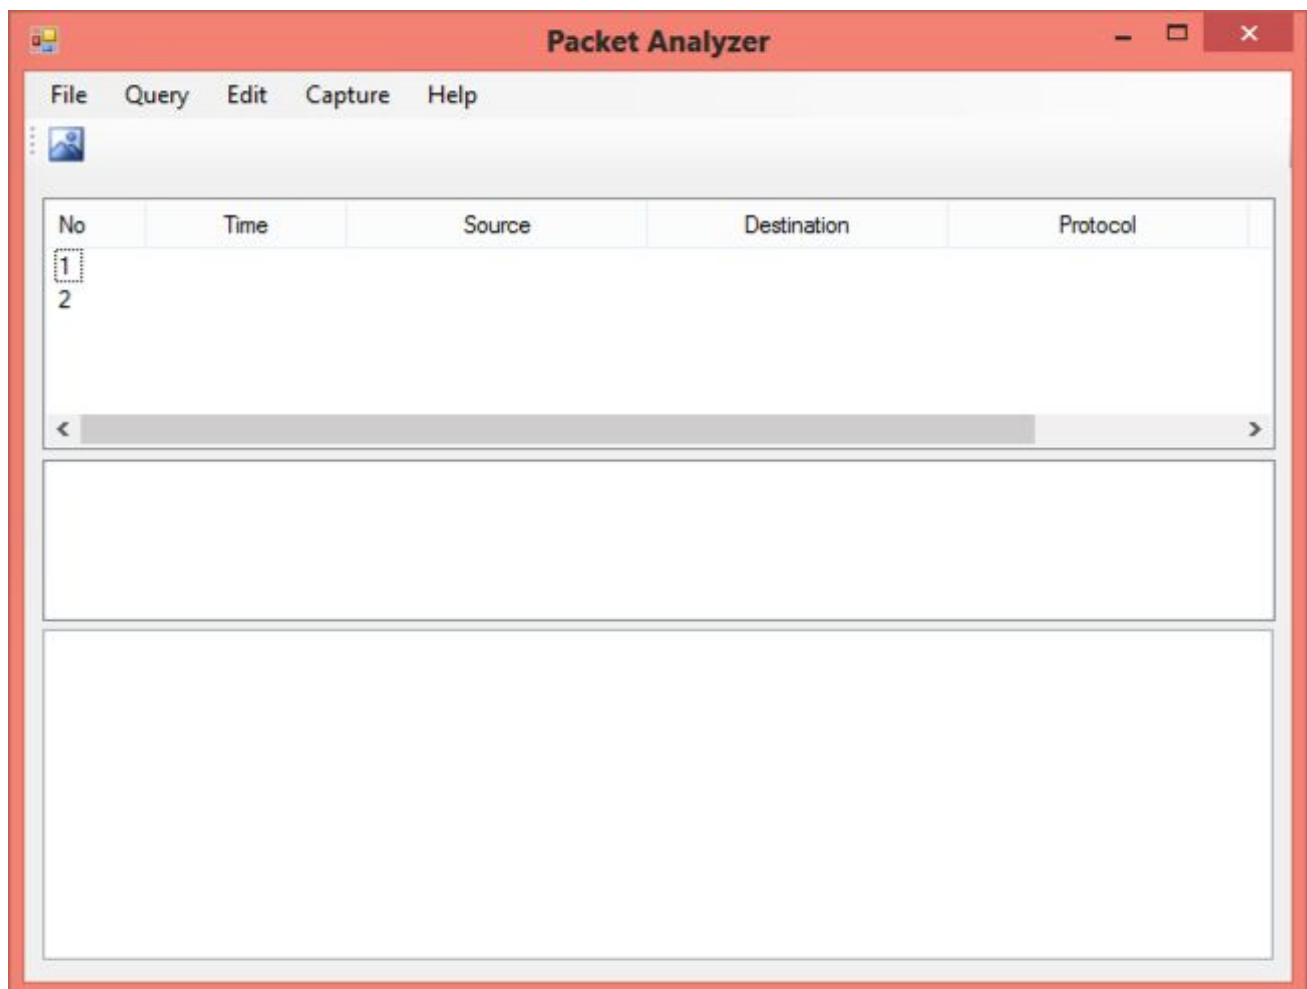 Packet Analyzer
File Query Edit Capture Help
No Time Source Destination Protocol
1
2